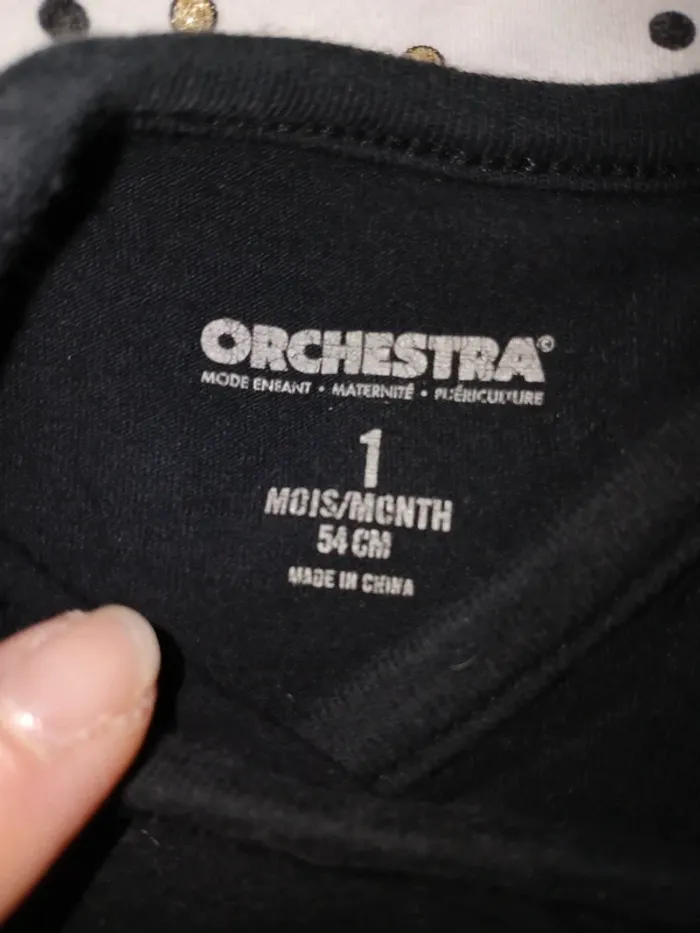 ORCHESTRA©
MODE ENFANT • MATERNITÉ • PUÉRICULTURE
1
MOIS/MONTH
54 CM
MADE IN CHINA